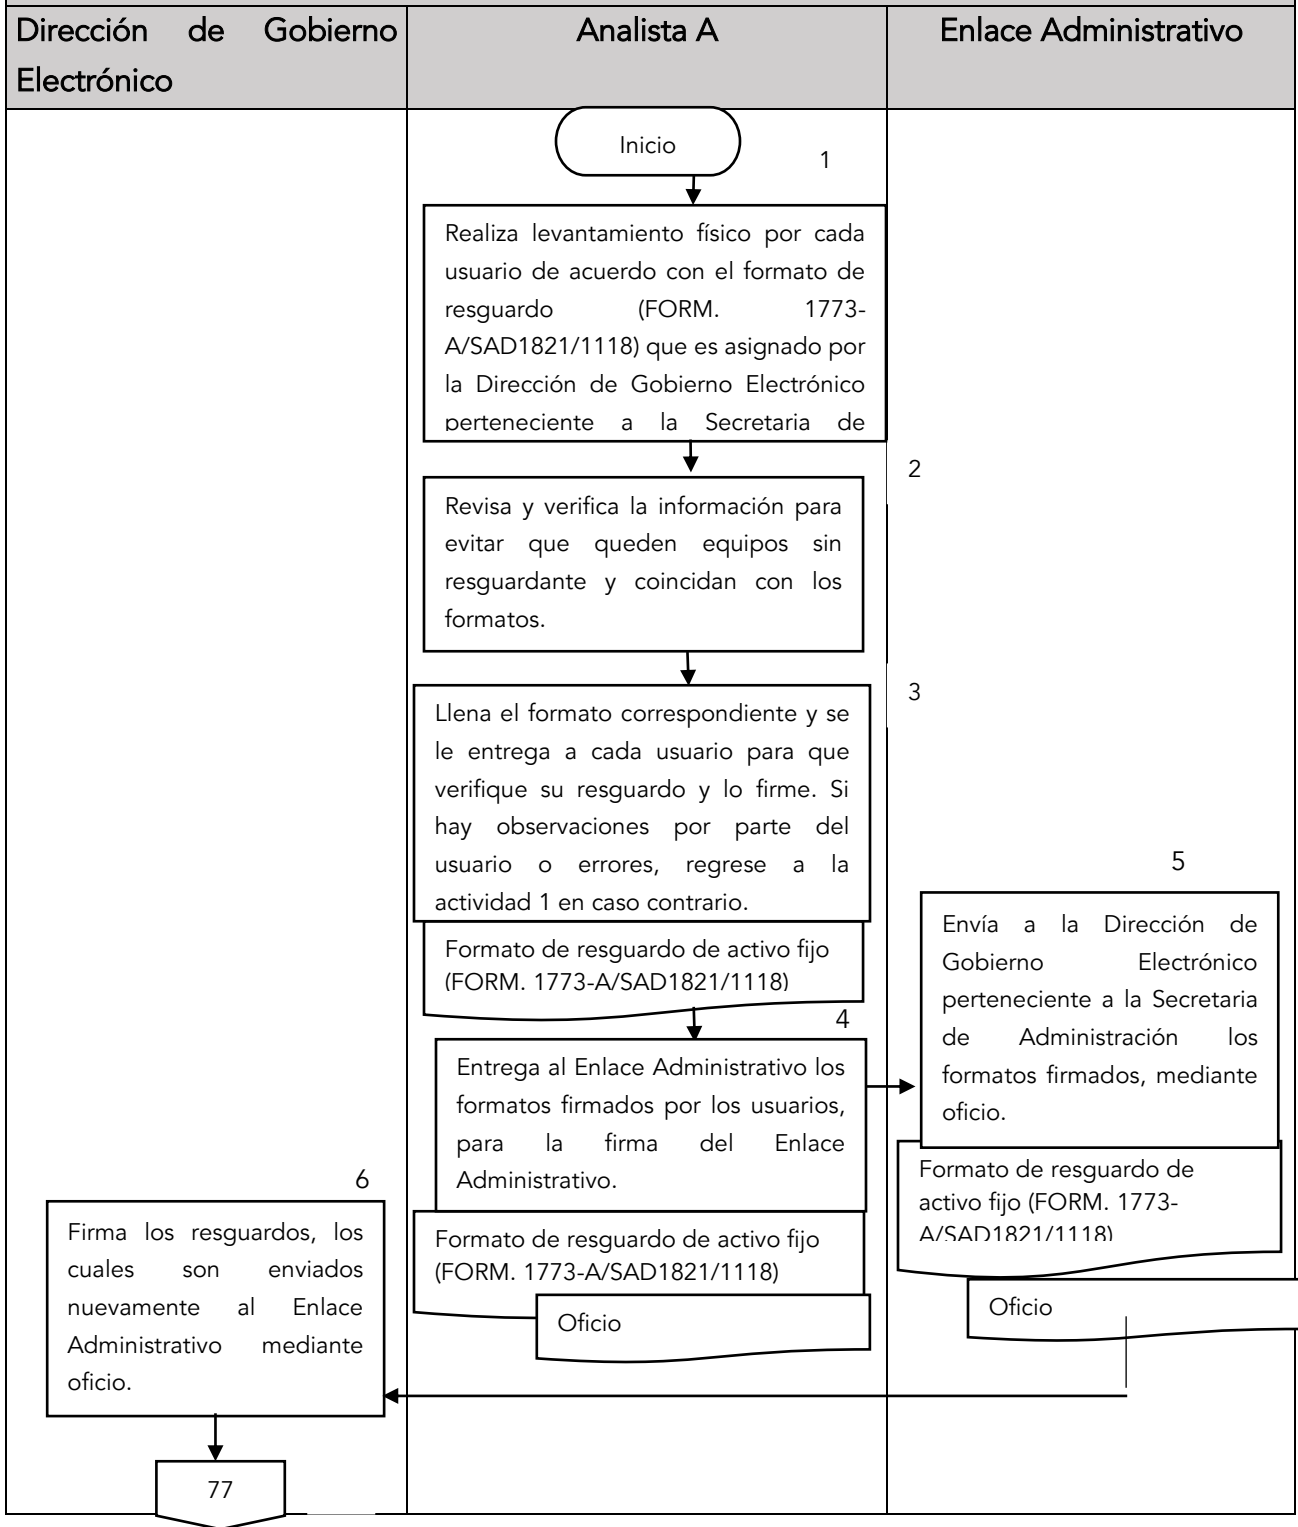 Dirección de Gobierno
Electrónico
Analista A
Enlace Administrativo
Inicio
1
Realiza levantamiento físico por cada
usuario de acuerdo con el formato de
resguardo (FORM. 1773-
A/SAD1821/1118) que es asignado por
la Dirección de Gobierno Electrónico
perteneciente a la Secretaria de
2
Revisa y verifica la información para
evitar que queden equipos sin
resguardante y coincidan con los
formatos.
3
Llena el formato correspondiente y se
le entrega a cada usuario para que
verifique su resguardo y lo firme. Si
hay observaciones por parte del
usuario o errores, regrese a la
actividad 1 en caso contrario.
Formato de resguardo de activo fijo
(FORM. 1773-A/SAD1821/1118)
4
Entrega al Enlace Administrativo los
formatos firmados por los usuarios,
para la firma del Enlace
Administrativo.
Formato de resguardo de activo fijo
(FORM. 1773-A/SAD1821/1118)
Oficio
5
Envía a la Dirección de
Gobierno Electrónico
perteneciente a la Secretaria
de Administración los
formatos firmados, mediante
oficio.
Formato de resguardo de
activo fijo (FORM. 1773-
A/SAD1821/1118)
Oficio
6
Firma los resguardos, los
cuales son enviados
nuevamente al Enlace
Administrativo mediante
oficio.
77